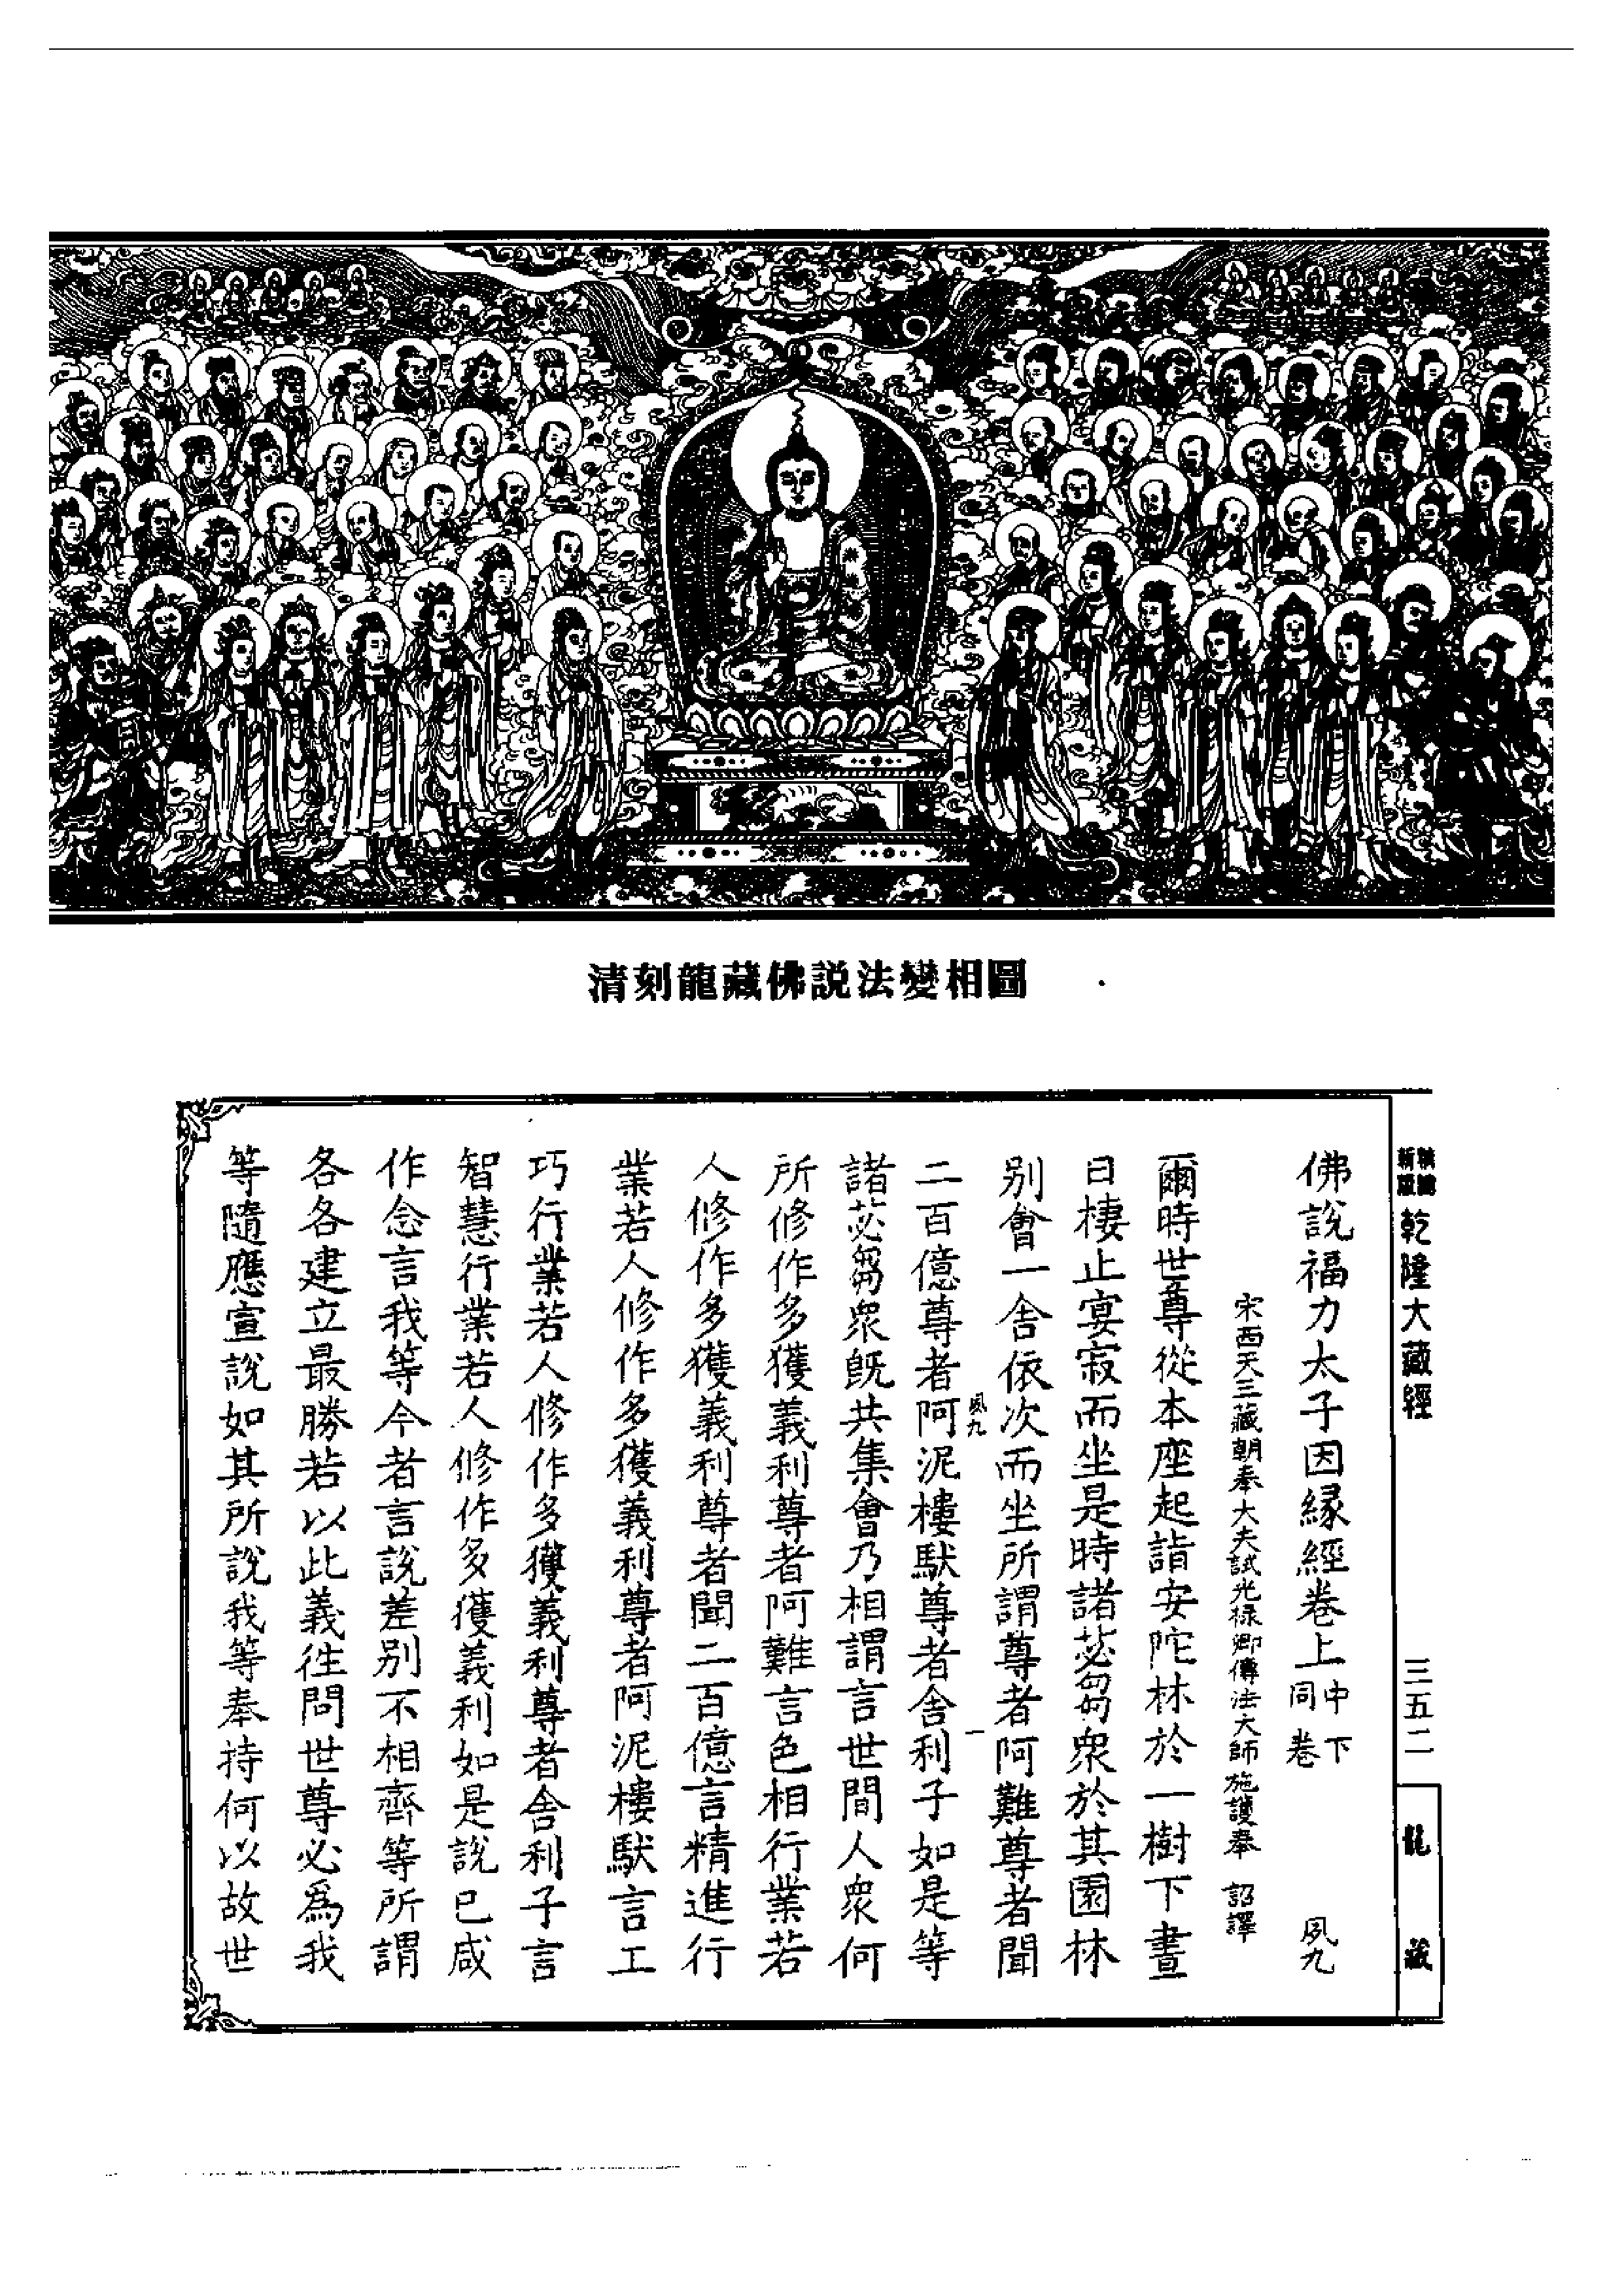 清刻龍藏佛説法變相圖
新版
乾隆大藏經
三五二
龍藏
佛說福力太子因緣經卷上 中下同卷 夙九
宋西天三藏朝奉大夫試光祿卿傳法大師施護奉 詔譯
爾時世尊從本座起詣安陀林於一樹下晝
日棲止宴寂而坐是時諸苾芻衆於其園林
别會一舍依次而坐所謂尊者阿難尊者聞
夙九 一
二百億尊者阿泥樓馱尊者舍利子如是等
諸苾芻衆旣共集會乃相謂言世間人衆何
所修作多獲義利尊者阿難言色相行業若
人修作多獲義利尊者聞二百億言精進行
業若人修作多獲義利尊者阿泥樓馱言工
巧行業若人修作多獲義利尊者舍利子言
智慧行業若人修作多獲義利如是說已咸
作念言我等今者言說差别不相齊等所謂
各各建立最勝若以此義往問世尊必爲我
等隨應宣說如其所說我等奉持何以故世